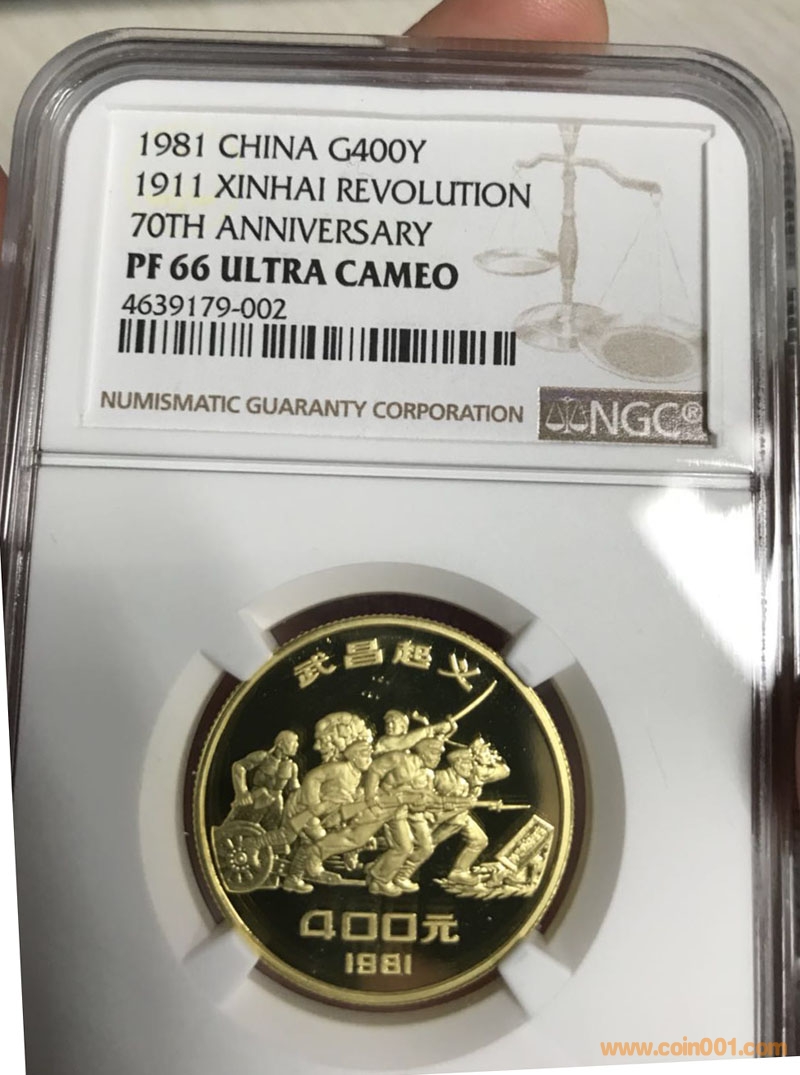 1981 CHINA G400Y
1911 XINHAI REVOLUTION
70TH ANNIVERSARY
PF 66 ULTRA CAMEO
4639179-002
NUMISMATIC GUARANTY CORPORATION NGC®
武昌起义
400元
1981
www.coin001.com